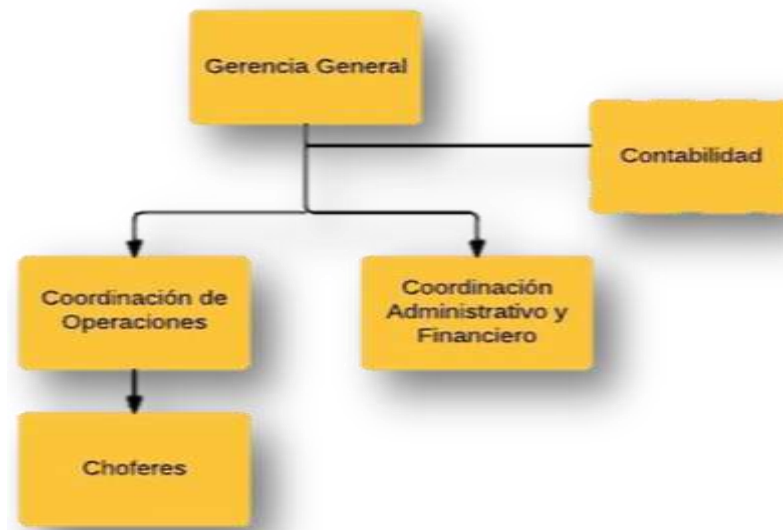 Gerencia General
Contabilidad
Coordinación de
Operaciones
Coordinación
Administrativo y
Financiero
Choferes